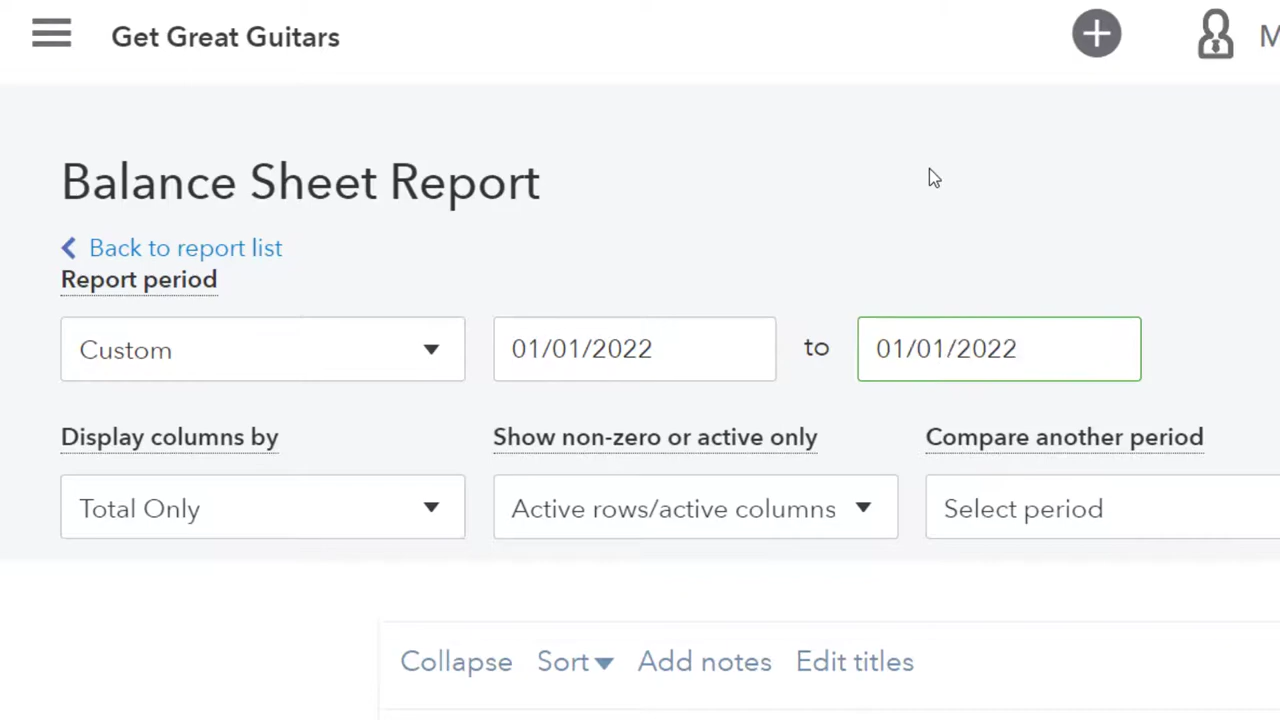 Get Great Guitars
M
Balance Sheet Report
Back to report list
Report period
Custom 01/01/2022 to 01/01/2022
Display columns by Show non-zero or active only Compare another period
Total Only Active rows/active columns Select period
Collapse Sort Add notes Edit titles